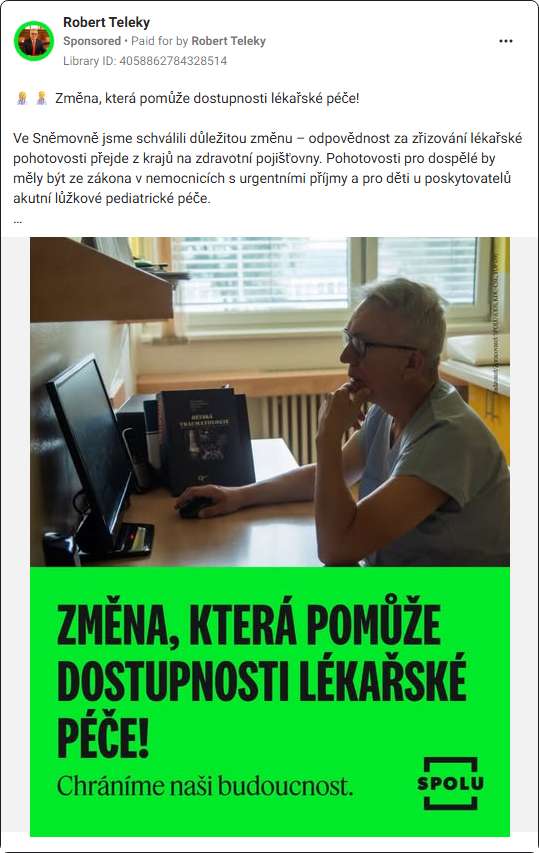 Robert Teleky
Sponsored • Paid for by Robert Teleky
Library ID: 4058862784328514
Změna, která pomůže dostupnosti lékařské péče!
Ve Sněmovně jsme schválili důležitou změnu – odpovědnost za zřizování lékařské
pohotovosti přejde z krajů na zdravotní pojišťovny. Pohotovosti pro dospělé by
měly být ze zákona v nemocnicích s urgentními příjmy a pro děti u poskytovatelů
akutní lůžkové pediatrické péče.
...
DĚTSKÁ
TRAUMATOLOGIE
ZMĚNA, KTERÁ POMŮŽE
DOSTUPNOSTI LÉKAŘSKÉ
PÉČE!
Chráníme naši budoucnost.
SPOLU